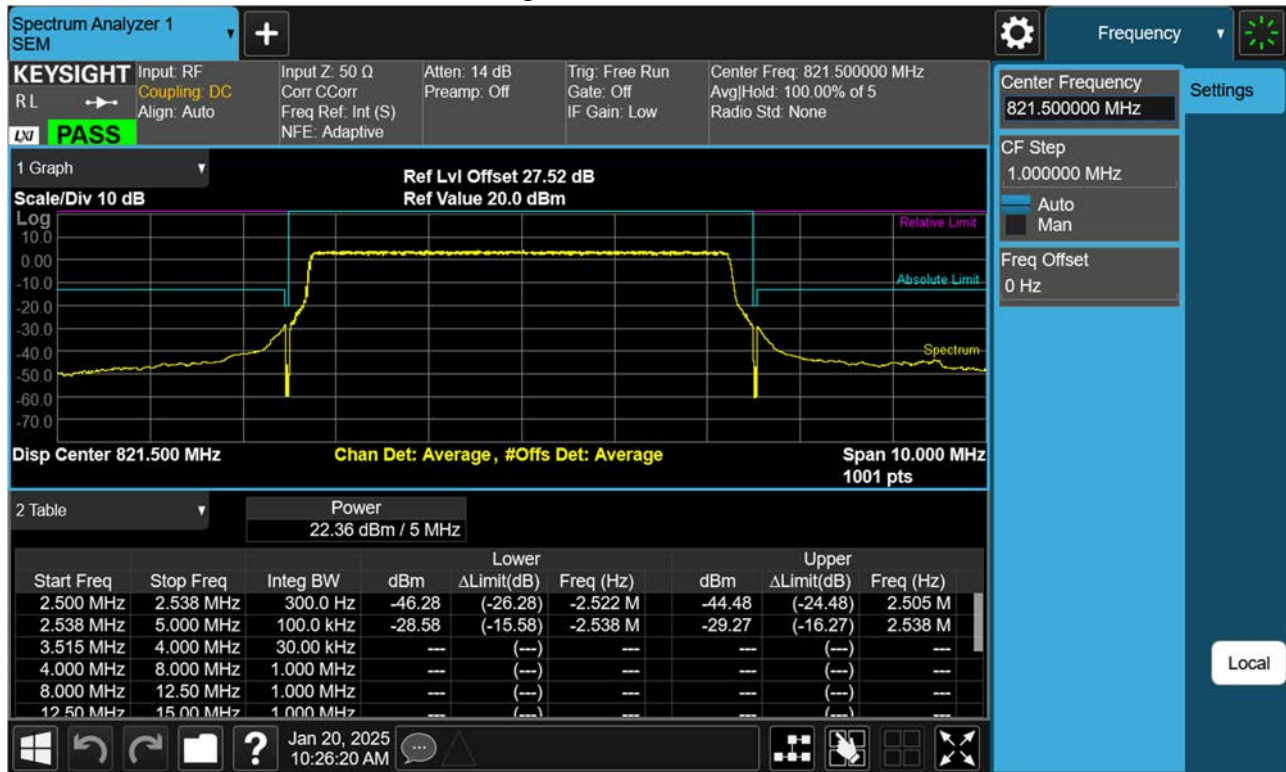 Spectrum Analyzer 1
SEM
Frequency
KEYSIGHT
RL
LXI
PASS
Input: RF
Coupling: DC
Align: Auto
Input Z: 50 Ω
Corr CCorr
Freq Ref: Int (S)
NFE: Adaptive
Atten: 14 dB
Preamp: Off
Trig: Free Run
Gate: Off
IF Gain: Low
Center Freq: 821.500000 MHz
Avg|Hold: 100.00% of 5
Radio Std: None
Center Frequency
821.500000 MHz
Settings
CF Step
1.000000 MHz
Auto
Man
Freq Offset
0 Hz
Local
1 Graph
Scale/Div 10 dB
Ref Lvl Offset 27.52 dB
Ref Value 20.0 dBm
Log
10.0
0.00
-10.0
-20.0
-30.0
-40.0
-50.0
-60.0
-70.0
Relative Limit
Absolute Limit
Spectrum
Disp Center 821.500 MHz
Chan Det: Average , #Offs Det: Average
Span 10.000 MHz
1001 pts
2 Table
Power
22.36 dBm / 5 MHz
Lower Upper
Start Freq Stop Freq Integ BW dBm ΔLimit(dB) Freq (Hz) dBm ΔLimit(dB) Freq (Hz)
2.500 MHz 2.538 MHz 300.0 Hz -46.28 (-26.28) -2.522 M -44.48 (-24.48) 2.505 M
2.538 MHz 5.000 MHz 100.0 kHz -28.58 (-15.58) -2.538 M -29.27 (-16.27) 2.538 M
3.515 MHz 4.000 MHz 30.00 kHz --- (---) --- --- (---) ---
4.000 MHz 8.000 MHz 1.000 MHz --- (---) --- --- (---) ---
8.000 MHz 12.50 MHz 1.000 MHz --- (---) --- --- (---) ---
12.50 MHz 15.00 MHz 1.000 MHz --- (---) --- --- (---) ---
?
Jan 20, 2025
10:26:20 AM